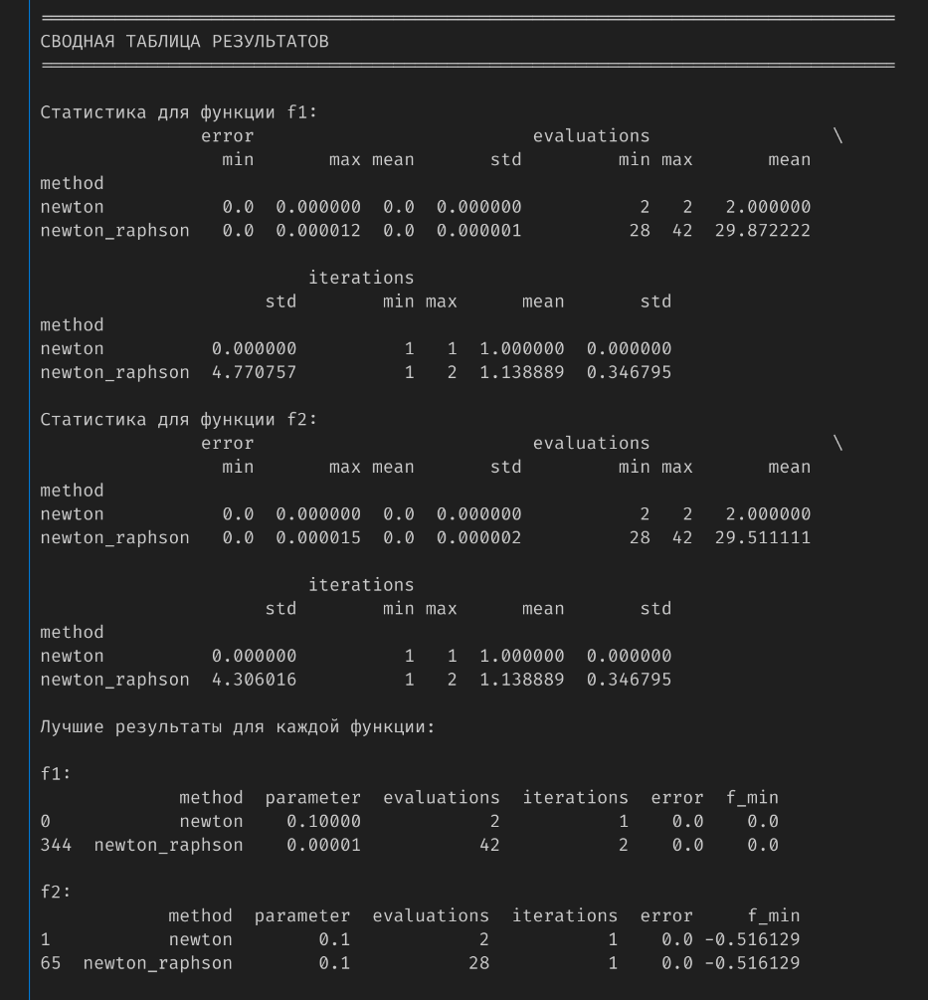 СВОДНАЯ ТАБЛИЦА РЕЗУЛЬТАТОВ
Статистика для функции f1:
error evaluations \
min max mean std min max mean
method
newton 0.0 0.000000 0.0 0.000000 2 2 2.000000
newton_raphson 0.0 0.000012 0.0 0.000001 28 42 29.872222
iterations
std min max mean std
method
newton 0.000000 1 1 1.000000 0.000000
newton_raphson 4.770757 1 2 1.138889 0.346795
Статистика для функции f2:
error evaluations \
min max mean std min max mean
method
newton 0.0 0.000000 0.0 0.000000 2 2 2.000000
newton_raphson 0.0 0.000015 0.0 0.000002 28 42 29.511111
iterations
std min max mean std
method
newton 0.000000 1 1 1.000000 0.000000
newton_raphson 4.306016 1 2 1.138889 0.346795
Лучшие результаты для каждой функции:
f1:
method parameter evaluations iterations error f_min
0 newton 0.10000 2 1 0.0 0.0
344 newton_raphson 0.00001 42 2 0.0 0.0
f2:
method parameter evaluations iterations error f_min
1 newton 0.1 2 1 0.0 -0.516129
65 newton_raphson 0.1 28 1 0.0 -0.516129